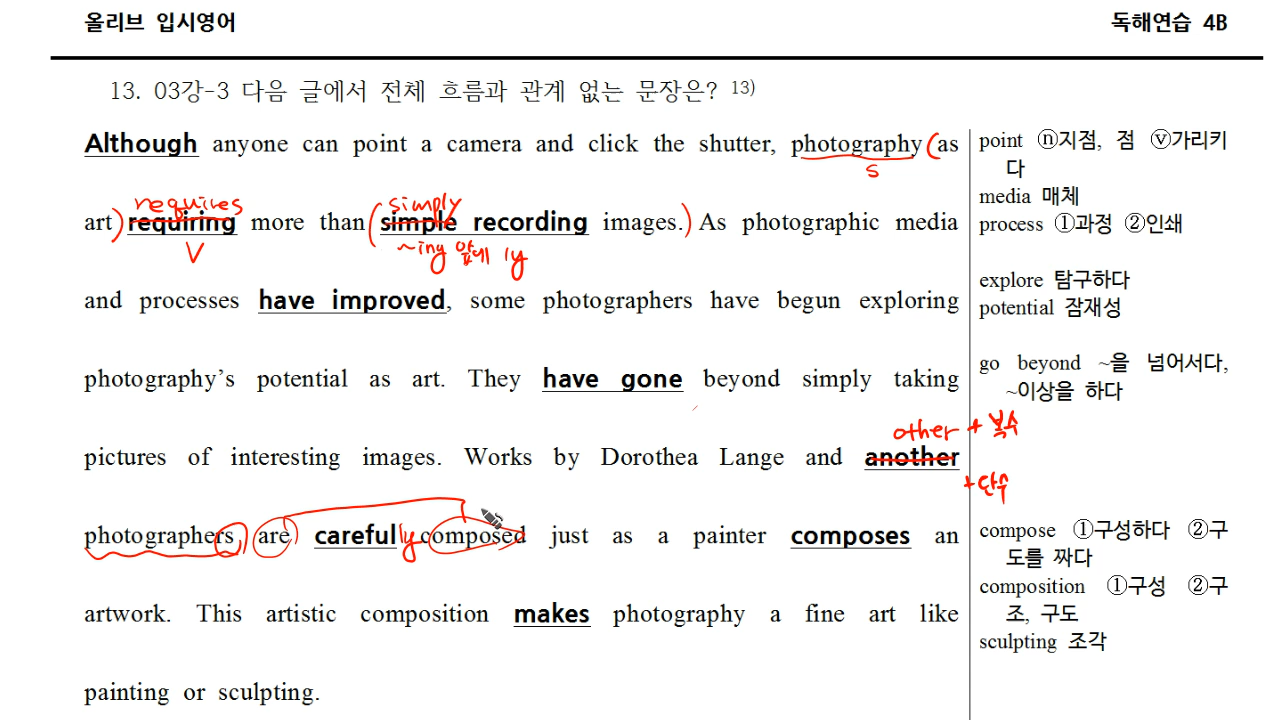 올리브 입시영어 독해연습 4B
13. 03강-3 다음 글에서 전체 흐름과 관계 없는 문장은? 13)
Although anyone can point a camera and click the shutter, photography (as
s
requires simply
art) requiring more than (simple recording images.) As photographic media
V ~ing 앞에 ly
and processes have improved, some photographers have begun exploring
photography's potential as art. They have gone beyond simply taking
other + 복수
pictures of interesting images. Works by Dorothea Lange and another
+단수
photographers, are careful ly composed just as a painter composes an
artwork. This artistic composition makes photography a fine art like
painting or sculpting.
point ⓝ지점, 점 ⓥ가리키
다
media 매체
process ①과정 ②인쇄
explore 탐구하다
potential 잠재성
go beyond ~을 넘어서다,
~이상을 하다
compose ①구성하다 ②구
도를 짜다
composition ①구성 ②구
조, 구도
sculpting 조각